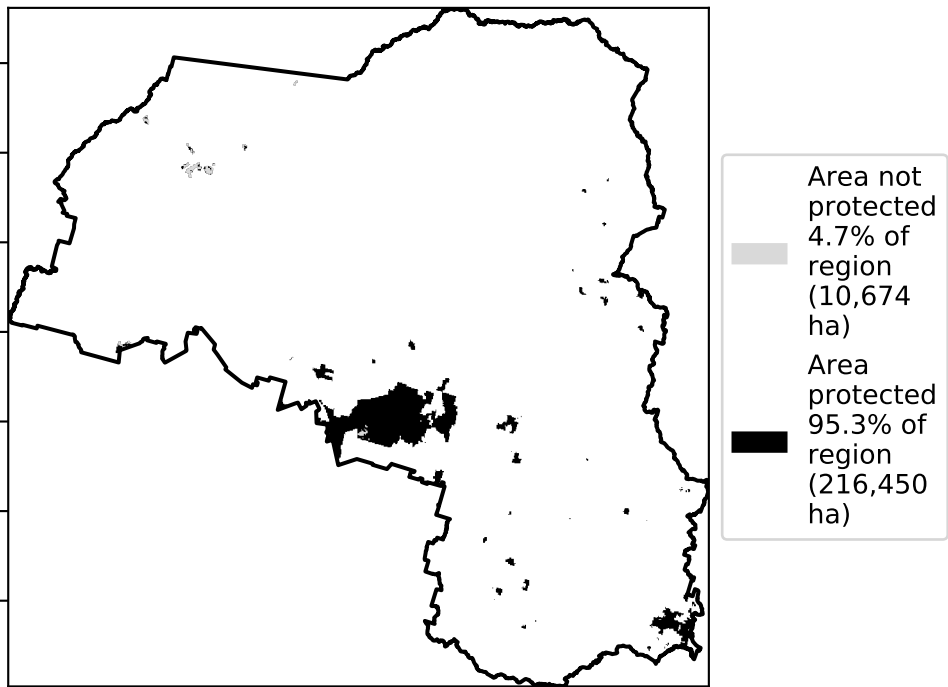 Area not
protected
4.7% of
region
(10,674
ha)
Area
protected
95.3% of
region
(216,450
ha)